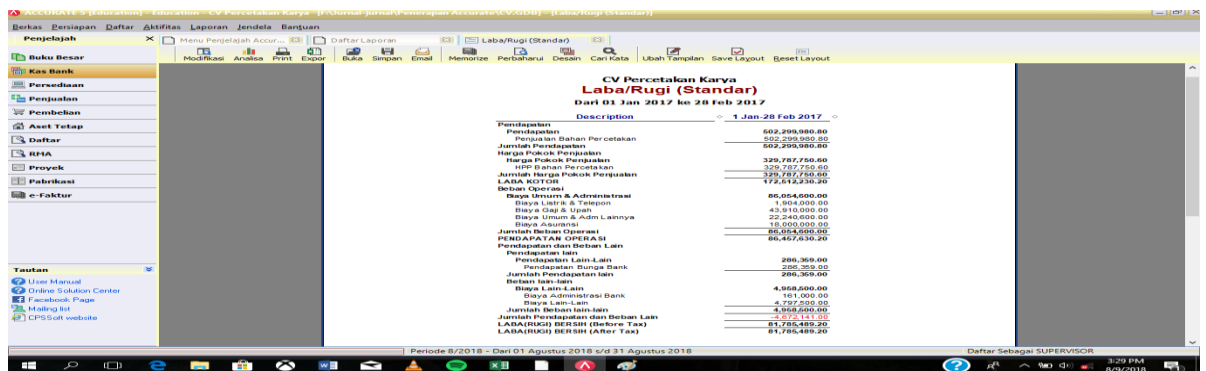 ACCURATE 5 (Education) - Education - CV Percetakan Karya - [F:\Jurnal-Jurnal\Penerapan Accurate\CV.GDB] - [Laba/Rugi (Standar)]
Berkas Persiapan Daftar Aktifitas Laporan Jendela Bantuan
Penjelajah
Menu Penjelajah Accur... Daftar Laporan Laba/Rugi (Standar)
Modifikasi Analisa Print Expor Buka Simpan Email Memorize Perbaharui Desain Cari Kata Ubah Tampilan Save Layout Reset Layout
Buku Besar
Kas Bank
Persediaan
Penjualan
Pembelian
Aset Tetap
Daftar
RMA
Proyek
Pabrikasi
e-Faktur
Tautan
User Manual
Online Solution Center
Facebook Page
Mailing list
CPSSoft website
CV Percetakan Karya
Laba/Rugi (Standar)
Dari 01 Jan 2017 ke 28 Feb 2017
Description 1 Jan-28 Feb 2017
Pendapatan
Pendapatan 502,299,980.80
Penjualan Bahan Percetakan 502,299,980.80
Jumlah Pendapatan 502,299,980.80
Harga Pokok Penjualan
Harga Pokok Penjualan 329,787,750.60
HPP Bahan Percetakan 329,787,750.60
Jumlah Harga Pokok Penjualan 329,787,750.60
LABA KOTOR 172,512,230.20
Beban Operasi
Biaya Umum & Administrasi 86,054,600.00
Biaya Listrik & Telepon 1,904,000.00
Biaya Gaji & Upah 43,910,000.00
Biaya Umum & Adm Lainnya 22,240,600.00
Biaya Asuransi 18,000,000.00
Jumlah Beban Operasi 86,054,600.00
PENDAPATAN OPERASI 86,457,630.20
Pendapatan dan Beban Lain
Pendapatan lain
Pendapatan Lain-Lain 286,359.00
Pendapatan Bunga Bank 286,359.00
Jumlah Pendapatan lain 286,359.00
Beban lain-lain
Biaya Lain-Lain 4,958,500.00
Biaya Administrasi Bank 161,000.00
Biaya Lain-Lain 4,797,500.00
Jumlah Beban lain-lain 4,958,500.00
Jumlah Pendapatan dan Beban Lain -4,672,141.00
LABA(RUGI) BERSIH (Before Tax) 81,785,489.20
LABA(RUGI) BERSIH (After Tax) 81,785,489.20
Periode 8/2018 - Dari 01 Agustus 2018 s/d 31 Agustus 2018 Daftar Sebagai SUPERVISOR
3:29 PM
8/9/2018